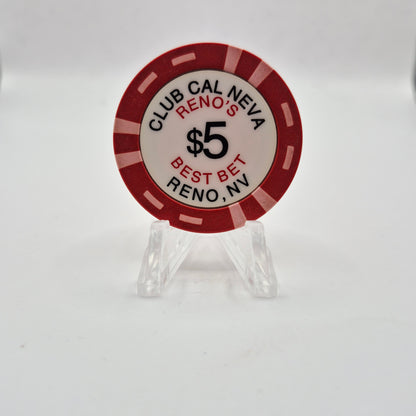 CLUB CAL NEVA
RENO'S
$5
BEST BET
RENO, NV